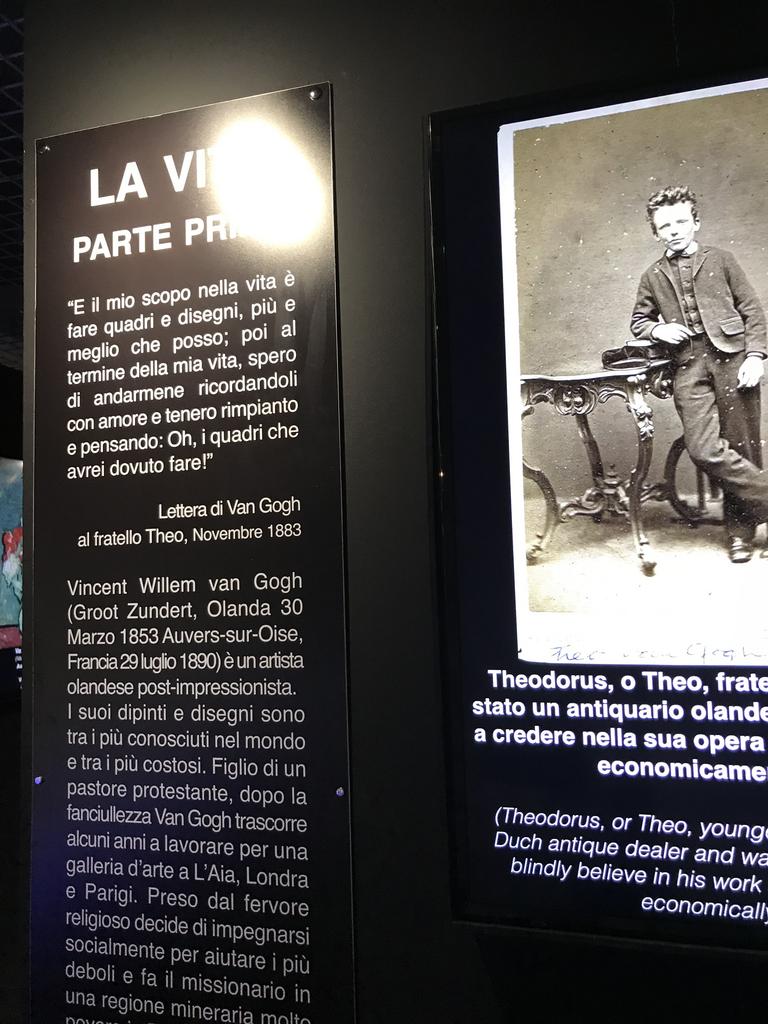 LA
PARTE
“E il mio scopo nella vita è
fare quadri e disegni, più e
meglio che posso; poi al
termine della mia vita, spero
di andarmene ricordandoli
con amore e tenero rimpianto
e pensando: Oh, i quadri che
avrei dovuto fare!”
Lettera di Van Gogh
al fratello Theo, Novembre 1883
Vincent Willem van Gogh
(Groot Zundert, Olanda 30
Marzo 1853 Auvers-sur-Oise,
Francia 29 luglio 1890) è un artista
olandese post-impressionista.
I suoi dipinti e disegni sono
tra i più conosciuti nel mondo
e tra i più costosi. Figlio di un
pastore protestante, dopo la
fanciullezza Van Gogh trascorre
alcuni anni a lavorare per una
galleria d’arte a L’Aia, Londra
e Parigi. Preso dal fervore
religioso decide di impegnarsi
socialmente per aiutare i più
deboli e fa il missionario in
una regione mineraria molto
Theo van Gogh
Theodorus, o Theo, frate
stato un antiquario olande
a credere nella sua opera
economicame
(Theodorus, or Theo, young
Duch antique dealer and wa
blindly believe in his work
economically